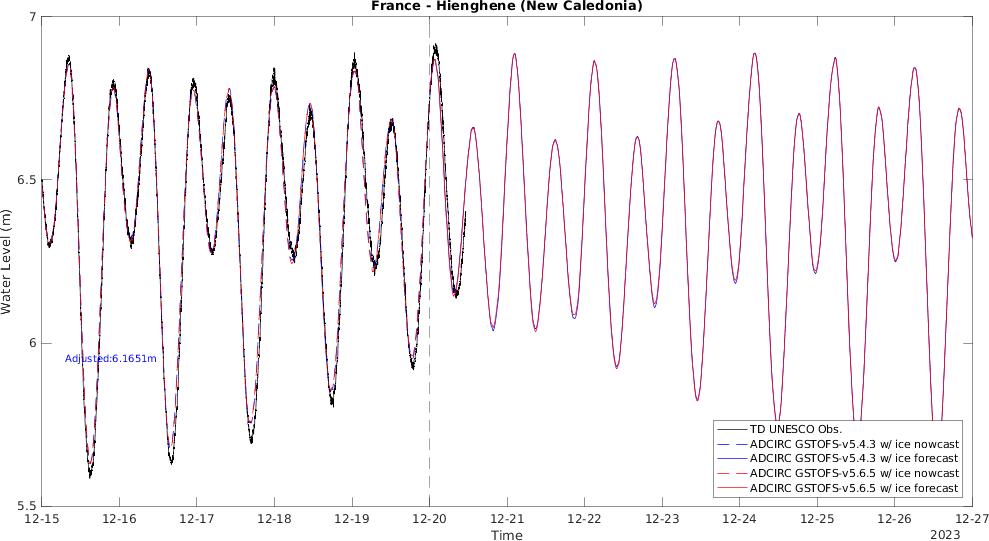 France - Hienghene (New Caledonia)
7
6.5
6
5.5
Water Level (m)
Adjusted:6.1651m
TD UNESCO Obs.
ADCIRC GSTOFS-v5.4.3 w/ ice nowcast
ADCIRC GSTOFS-v5.4.3 w/ ice forecast
ADCIRC GSTOFS-v5.6.5 w/ ice nowcast
ADCIRC GSTOFS-v5.6.5 w/ ice forecast
12-15 12-16 12-17 12-18 12-19 12-20 12-21 12-22 12-23 12-24 12-25 12-26 12-27
Time
2023